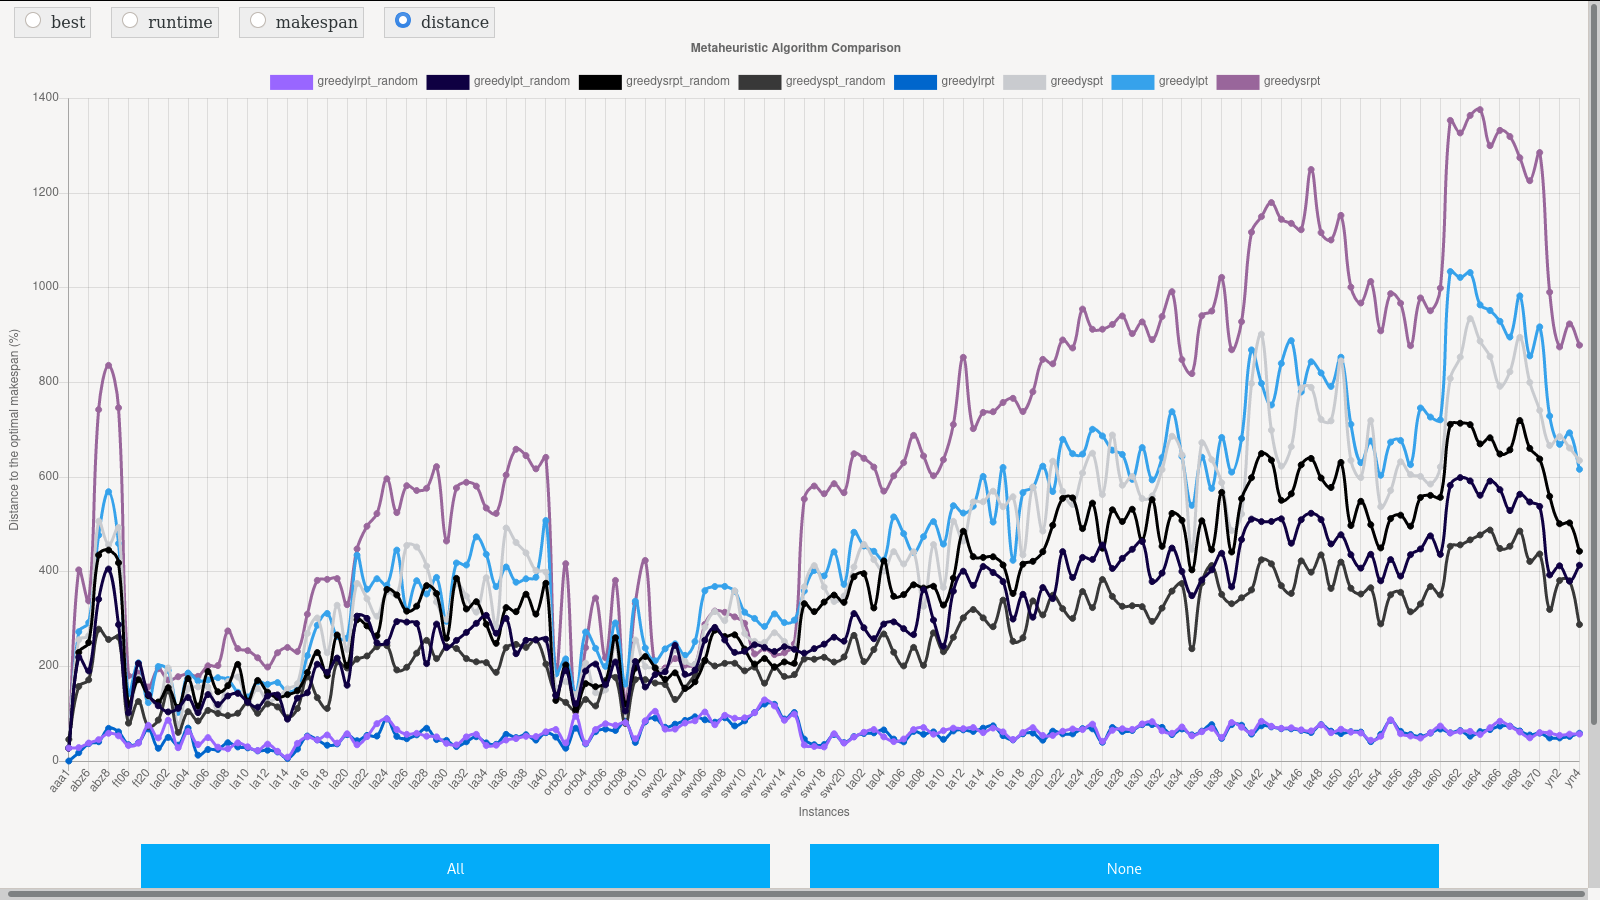 best runtime makespan distance
Metaheuristic Algorithm Comparison
greedylrpt_random greedylpt_random greedysrpt_random greedyspt_random greedylrpt greedyspt greedylpt greedysrpt
Distance to the optimal makespan (%)
1400
1200
1000
800
600
400
200
0
aaa1 abz6 abz8 ft06 ft20 la02 la04 la06 la08 la10 la12 la14 la16 la18 la20 la22 la24 la26 la28 la30 la32 la34 la36 la38 la40 orb02 orb04 orb06 orb08 orb10 swv02 swv04 swv06 swv08 swv10 swv12 swv14 swv16 swv18 swv20 ta02 ta04 ta06 ta08 ta10 ta12 ta14 ta16 ta18 ta20 ta22 ta24 ta26 ta28 ta30 ta32 ta34 ta36 ta38 ta40 ta42 ta44 ta46 ta48 ta50 ta52 ta54 ta56 ta58 ta60 ta62 ta64 ta66 ta68 ta70 yn2 yn4
Instances
All None